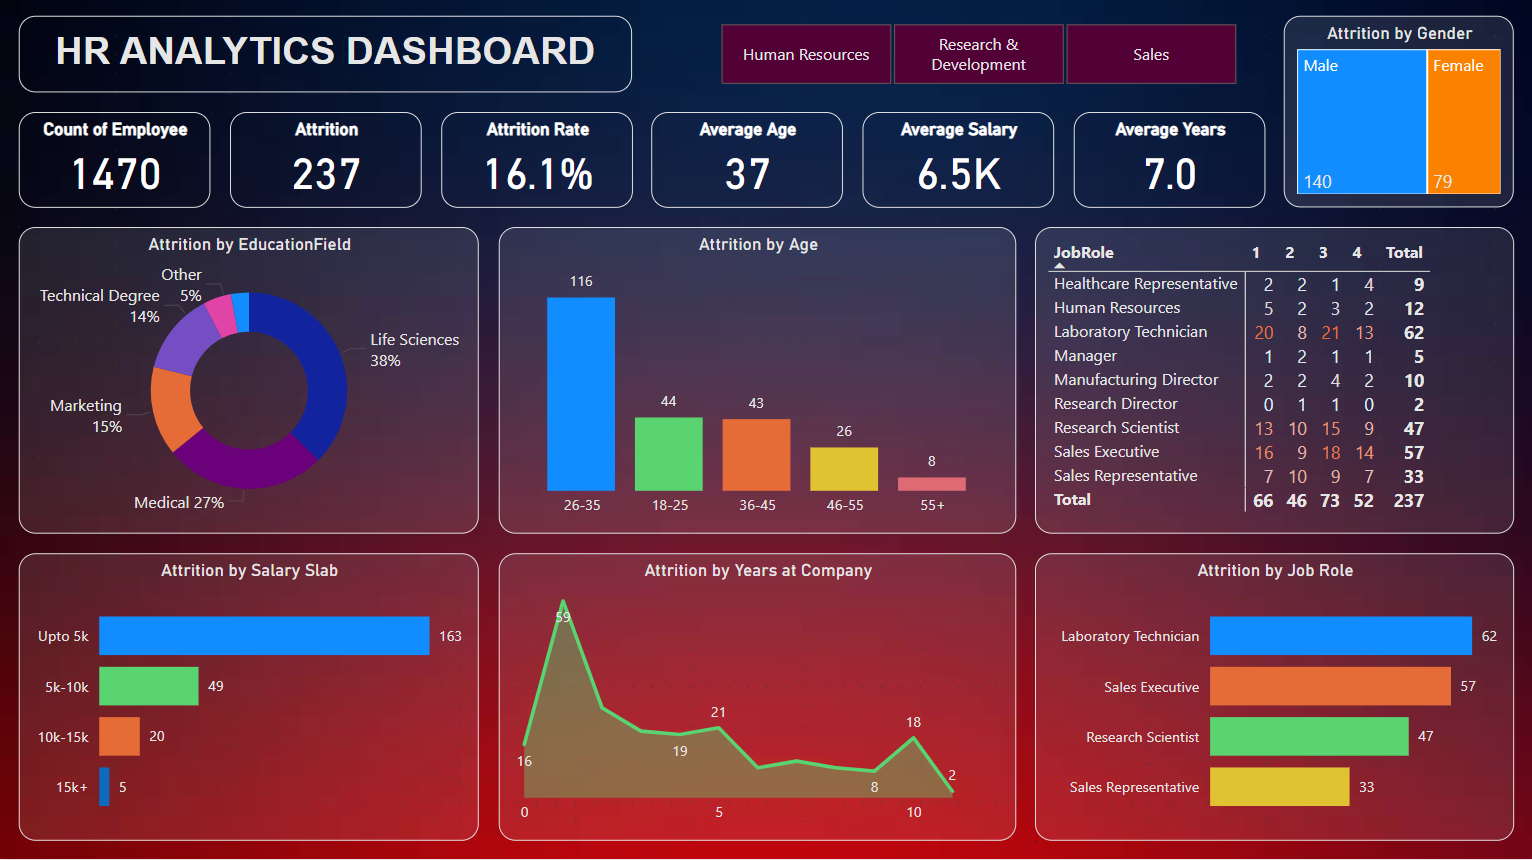 HR ANALYTICS DASHBOARD
Human Resources
Research &
Development
Sales
Attrition by Gender
Male
Female
140
79
Count of Employee
1470
Attrition
237
Attrition Rate
16.1%
Average Age
37
Average Salary
6.5K
Average Years
7.0
Attrition by EducationField
Other
5%
Technical Degree
14%
Life Sciences
38%
Marketing
15%
Medical 27%
Attrition by Age
116
44
43
26
8
26-35 18-25 36-45 46-55 55+
JobRole 1 2 3 4 Total
Healthcare Representative 2 2 1 4 9
Human Resources 5 2 3 2 12
Laboratory Technician 20 8 21 13 62
Manager 1 2 1 1 5
Manufacturing Director 2 2 4 2 10
Research Director 0 1 1 0 2
Research Scientist 13 10 15 9 47
Sales Executive 16 9 18 14 57
Sales Representative 7 10 9 7 33
Total 66 46 73 52 237
Attrition by Salary Slab
Upto 5k 163
5k-10k 49
10k-15k 20
15k+ 5
Attrition by Years at Company
59
16
19
21
8
18
2
0 5 10
Attrition by Job Role
Laboratory Technician 62
Sales Executive 57
Research Scientist 47
Sales Representative 33